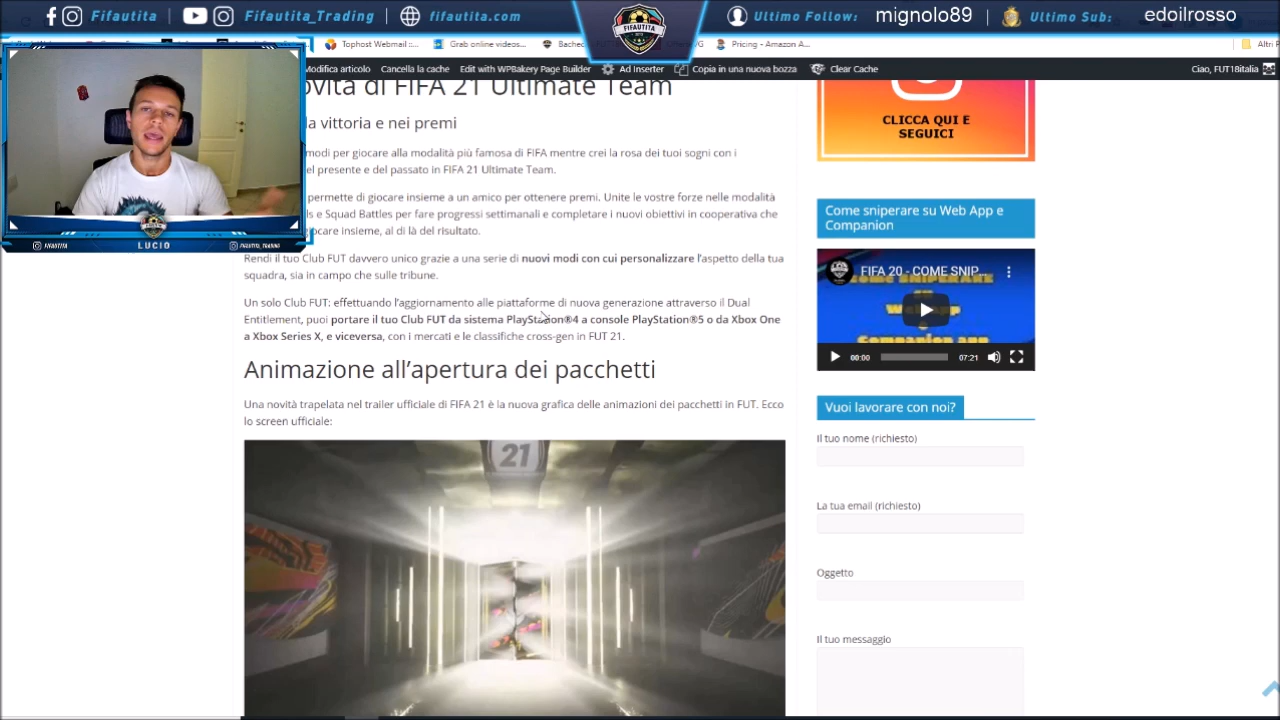 Fifautita
Fifautita_Trading
fifautita.com
FIFAUTITA
Ultimo Follow:
mignolo89
Ultimo Sub:
edoilrosso
Tophost Webmail ::..
Grab online videos...
Bachec
Pricings - Amazon A...
Altri P
Modifica articolo
Cancella la cache
Edit with WPBakery Page Builder
Ad Inserter
Copia in una nuova bozza
Clear Cache
Ciao, FUT18italia
ovità di FIFA 21 Ultimate Team
la vittoria e nei premi
modi per giocare alla modalità più famosa di FIFA mentre crei la rosa dei tuoi sogni con i
el presente e del passato in FIFA 21 Ultimate Team.
permette di giocare insieme a un amico per ottenere premi. Unite le vostre forze nelle modalità
ls e Squad Battles per fare progressi settimanali e completare i nuovi obiettivi in cooperativa che
iocare insieme, al di là del risultato.
Rendi il tuo Club FUT davvero unico grazie a una serie di nuovi modi con cui personalizzare l'aspetto della tua
squadra, sia in campo che sulle tribune.
Un solo Club FUT: effettuando l'aggiornamento alle piattaforme di nuova generazione attraverso il Dual
Entitlement, puoi portare il tuo Club FUT da sistema PlayStation®4 a console PlayStation®5 o da Xbox One
a Xbox Series X, e viceversa, con i mercati e le classifiche cross-gen in FUT 21.
Animazione all'apertura dei pacchetti
Una novità trapelata nel trailer ufficiale di FIFA 21 è la nuova grafica delle animazioni dei pacchetti in FUT. Ecco
lo screen ufficiale:
21
FIFAUTITA
LUCIO
FIFAUTITA_TRADING
CLICCA QUI E
SEGUICI
Come sniperare su Web App e
Companion
FIFA 20 - COME SNIP...
COME SNIPERARE
Companion app
00:00
07:21
Vuoi lavorare con noi?
Il tuo nome (richiesto)
La tua email (richiesto)
Oggetto
Il tuo messaggio